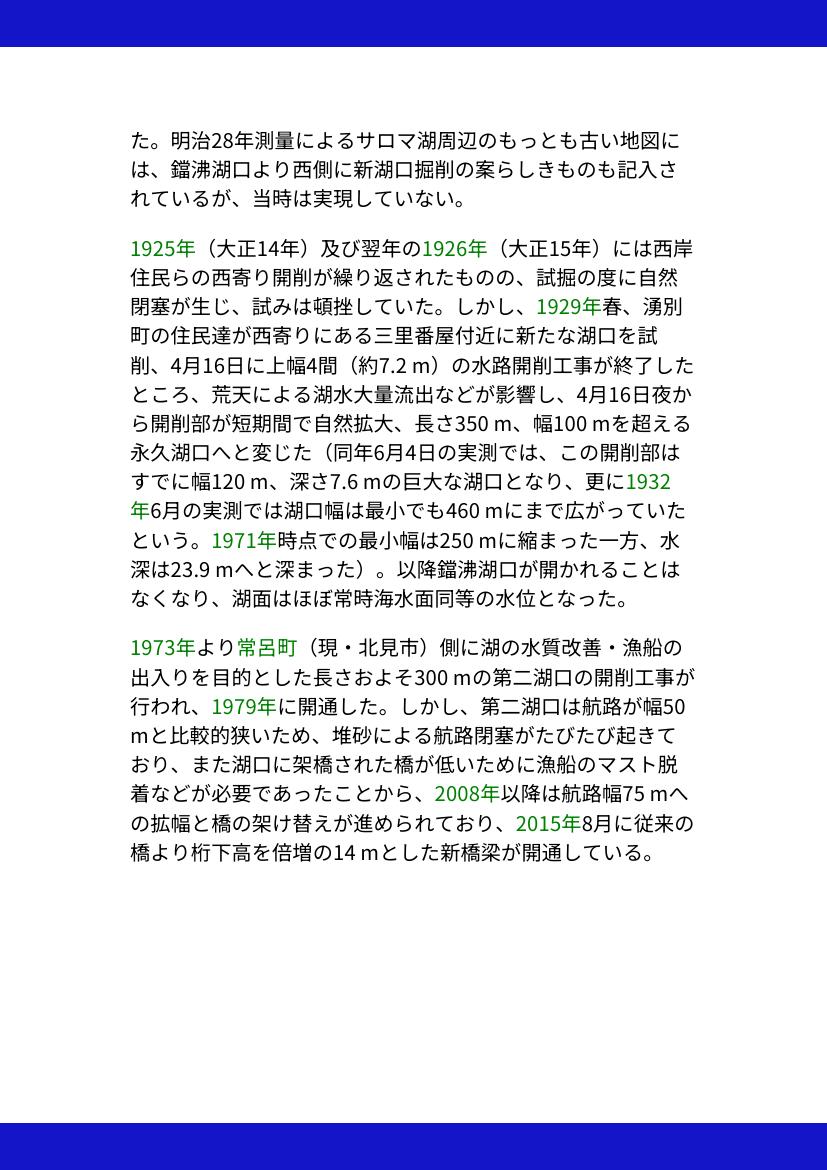 た。明治28年測量によるサロマ湖周辺のもっとも古い地図に
は、鐺沸湖口より西側に新湖口掘削の案らしきものも記入さ
れているが、当時は実現していない。
1925年（大正14年）及び翌年の1926年（大正15年）には西岸
住民らの西寄り開削が繰り返されたものの、試掘の度に自然
閉塞が生じ、試みは頓挫していた。しかし、1929年春、湧別
町の住民達が西寄りにある三里番屋付近に新たな湖口を試
削、4月16日に上幅4間（約7.2 m）の水路開削工事が終了した
ところ、荒天による湖水大量流出などが影響し、4月16日夜か
ら開削部が短期間で自然拡大、長さ350 m、幅100 mを超える
永久湖口へと変じた（同年6月4日の実測では、この開削部は
すでに幅120 m、深さ7.6 mの巨大な湖口となり、更に1932
年6月の実測では湖口幅は最小でも460 mにまで広がっていた
という。1971年時点での最小幅は250 mに縮まった一方、水
深は23.9 mへと深まった）。以降鐺沸湖口が開かれることは
なくなり、湖面はほぼ常時海水面同等の水位となった。
1973年より常呂町（現・北見市）側に湖の水質改善・漁船の
出入りを目的とした長さおよそ300 mの第二湖口の開削工事が
行われ、1979年に開通した。しかし、第二湖口は航路が幅50
mと比較的狭いため、堆砂による航路閉塞がたびたび起きて
おり、また湖口に架橋された橋が低いために漁船のマスト脱
着などが必要であったことから、2008年以降は航路幅75 mへ
の拡幅と橋の架け替えが進められており、2015年8月に従来の
橋より桁下高を倍増の14 mとした新橋梁が開通している。